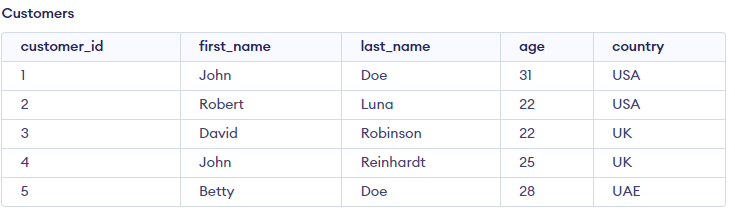 Customers
customer_id first_name last_name age country
1 John Doe 31 USA
2 Robert Luna 22 USA
3 David Robinson 22 UK
4 John Reinhardt 25 UK
5 Betty Doe 28 UAE